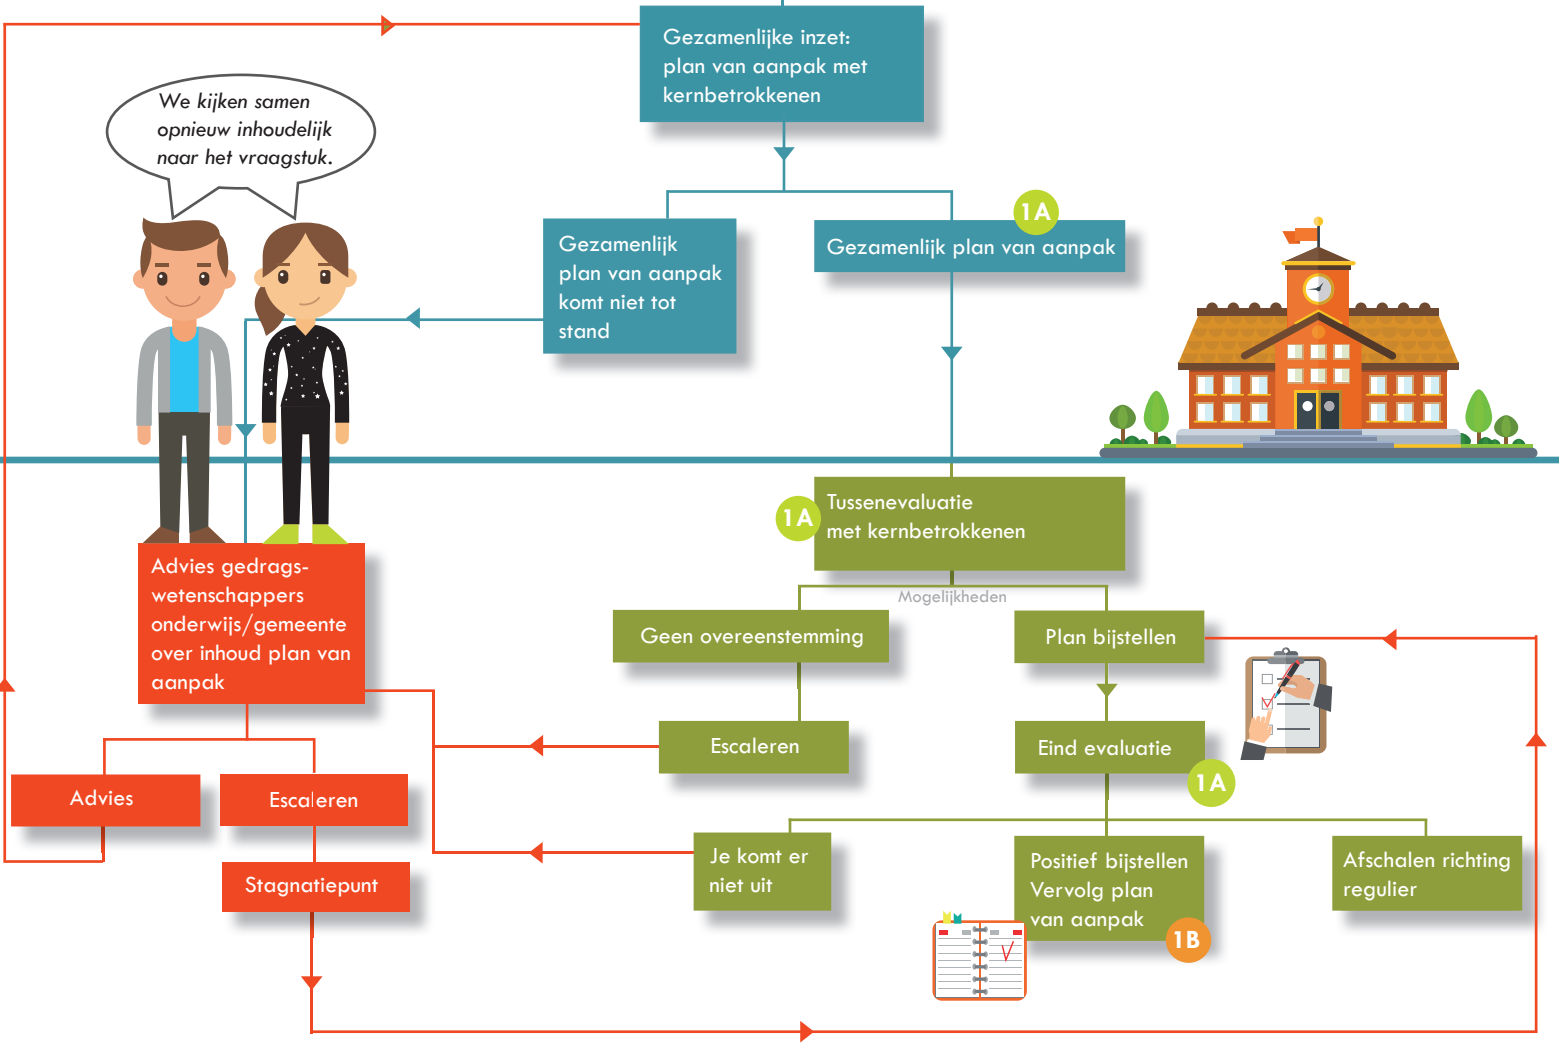 Gezamenlijke inzet:
plan van aanpak met
kernbetrokkenen
We kijken samen
opnieuw inhoudelijk
naar het vraagstuk.
Gezamenlijk
plan van aanpak
komt niet tot
stand
1A
Gezamenlijk plan van aanpak
1A
Tussenevaluatie
met kernbetrokkenen
Mogelijkheden
Advies gedrags-
wetenschappers
onderwijs/gemeente
over inhoud plan van
aanpak
Geen overeenstemming
Plan bijstellen
Escaleren
Eind evaluatie
1A
Advies
Escaleren
Stagnatiepunt
Je komt er
niet uit
Positief bijstellen
Vervolg plan
van aanpak
1B
Afschalen richting
regulier